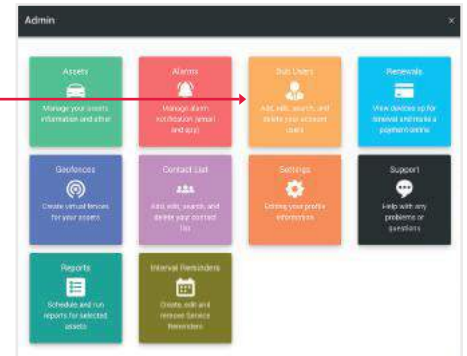 Admin
×
Assets
Manage your assets
information and other
Alarms
Manage alarm
notification (email
and app)
Sub Users
Add, edit, search, and
delete your account
users
Renewals
View devices up for
renewal and make a
payment online
Geofences
Create virtual fences
for your assets
Contact List
Add, edit, search, and
delete your contact
list
Settings
Editing your profile
information
Support
Help with any
problems or
questions
Reports
Schedule and run
reports for selected
assets
Interval Reminders
Create, edit and
remove Service
Reminders